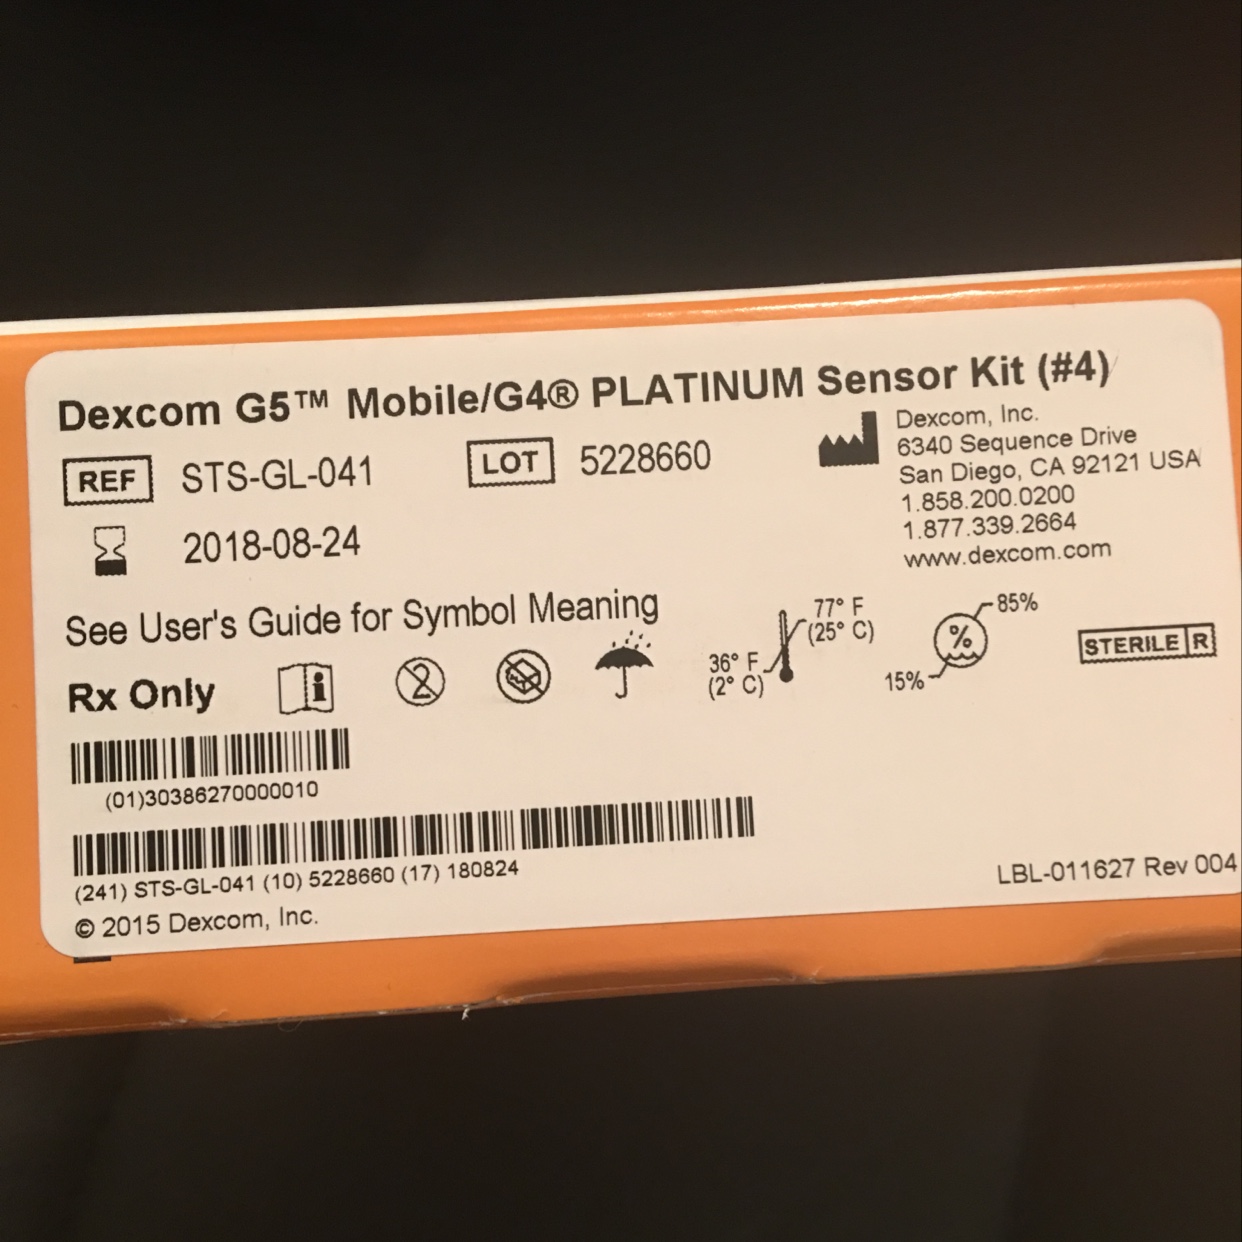 Dexcom G5™ Mobile/G4® PLATINUM Sensor Kit (#4)
REF STS-GL-041 LOT 5228660
2018-08-24
Dexcom, Inc.
6340 Sequence Drive
San Diego, CA 92121 USA
1.858.200.0200
1.877.339.2664
www.dexcom.com
See User's Guide for Symbol Meaning
Rx Only
i
2
36° F
(2° C)
77° F
(25° C)
%
85%
15%
STERILE R
(01)30386270000010
(241) STS-GL-041 (10) 5228660 (17) 180824
© 2015 Dexcom, Inc.
LBL-011627 Rev 004